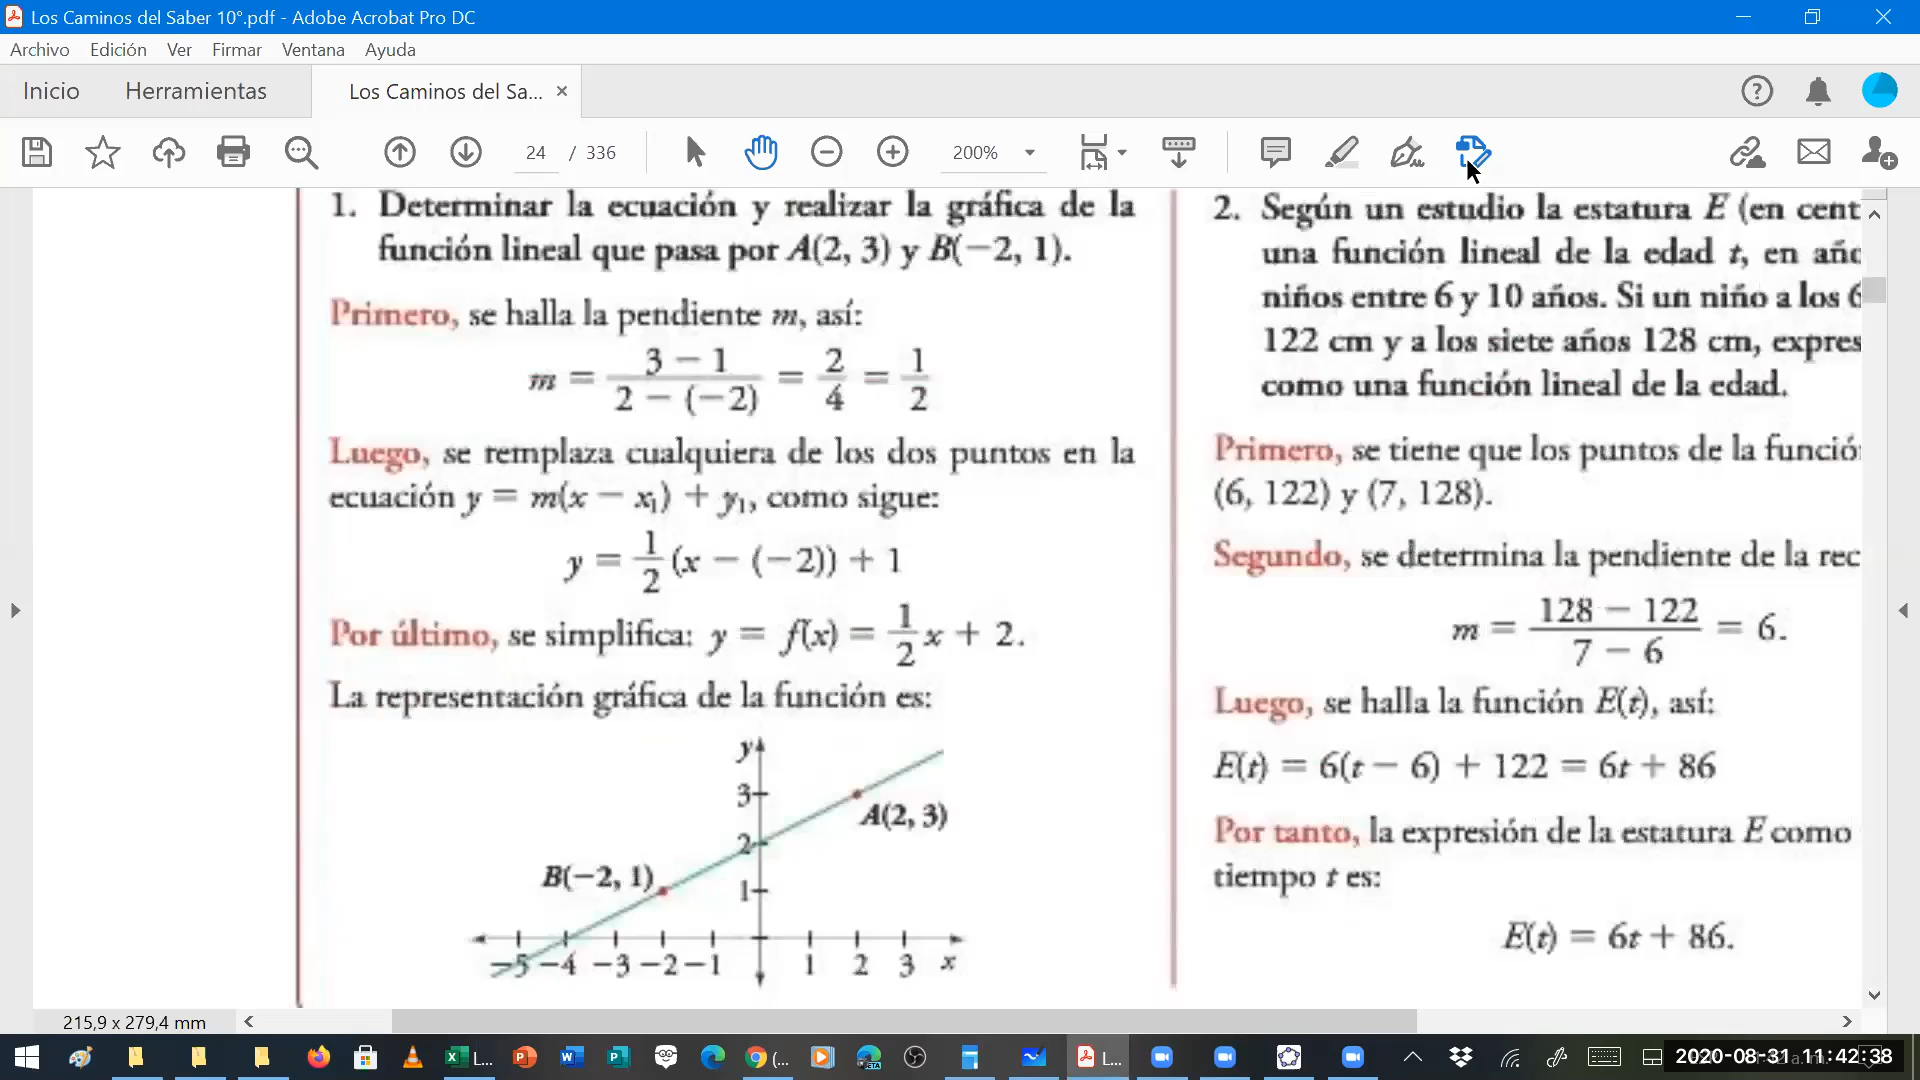 Los Caminos del Saber 10°.pdf - Adobe Acrobat Pro DC
Archivo Edición Ver Firmar Ventana Ayuda
Inicio Herramientas Los Caminos del Sa... ×
24 / 336 200%
1. Determinar la ecuación y realizar la gráfica de la
función lineal que pasa por A(2, 3) y B(−2, 1).
Primero, se halla la pendiente m, así:
m = \frac{3 − 1}{2 − (−2)} = \frac{2}{4} = \frac{1}{2}
Luego, se remplaza cualquiera de los dos puntos en la
ecuación y = m(x − x₁) + y₁, como sigue:
y = \frac{1}{2}(x − (−2)) + 1
Por último, se simplifica: y = f(x) = \frac{1}{2}x + 2.
La representación gráfica de la función es:
y
3
A(2, 3)
2
B(−2, 1)
1
−5 −4 −3 −2 −1 1 2 3 x
2. Según un estudio la estatura E (en cent
una función lineal de la edad t, en año
niños entre 6 y 10 años. Si un niño a los 6
122 cm y a los siete años 128 cm, expres
como una función lineal de la edad.
Primero, se tiene que los puntos de la funció
(6, 122) y (7, 128).
Segundo, se determina la pendiente de la rec
m = \frac{128 − 122}{7 − 6} = 6.
Luego, se halla la función E(t), así:
E(t) = 6(t − 6) + 122 = 6t + 86
Por tanto, la expresión de la estatura E como
tiempo t es:
E(t) = 6t + 86.
215,9 x 279,4 mm
L... (... L... 2020-08-31 11:42:38